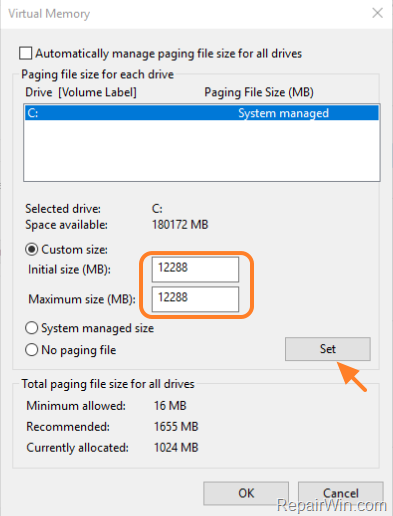 Virtual Memory
Automatically manage paging file size for all drives
Paging file size for each drive
Drive [Volume Label] Paging File Size (MB)
C: System managed
Selected drive: C:
Space available: 180172 MB
Custom size:
Initial size (MB): 12288
Maximum size (MB): 12288
System managed size
No paging file Set
Total paging file size for all drives
Minimum allowed: 16 MB
Recommended: 1655 MB
Currently allocated: 1024 MB
OK Cancel
RepairWin.com